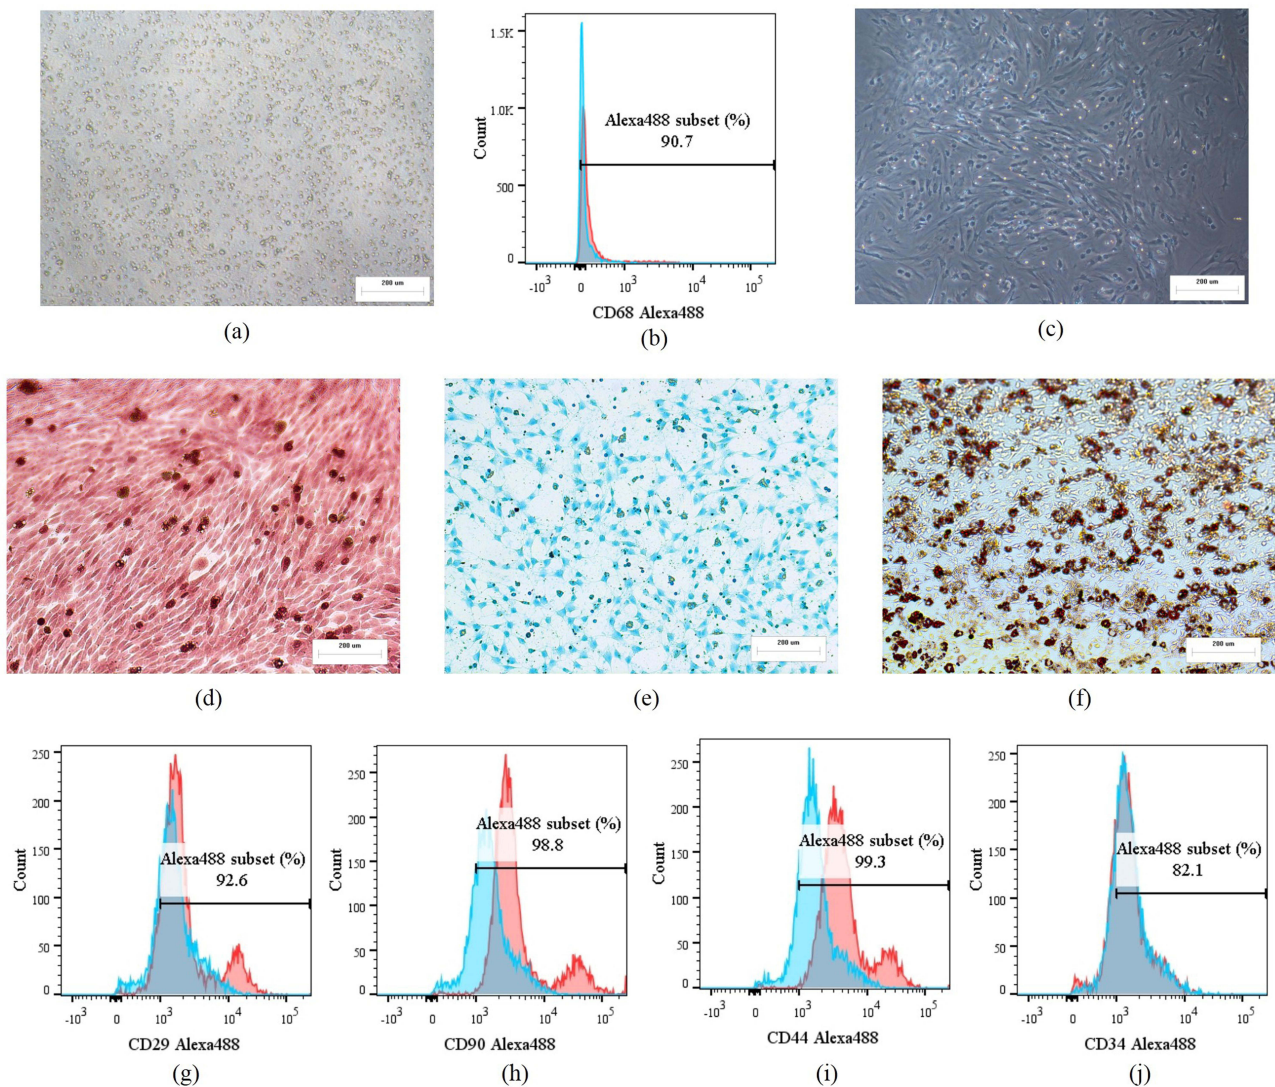 200 um
(a)
Count
1.5K
1.0K
500
0
Alexa488 subset (%)
90.7
-10³ 0 10³ 10⁴ 10⁵
CD68 Alexa488
(b)
200 um
(c)
200 um
(d)
200 um
(e)
200 um
(f)
Count
250
200
150
100
50
0
Alexa488 subset (%)
92.6
-10³ 0 10³ 10⁴ 10⁵
CD29 Alexa488
(g)
Count
250
200
150
100
50
0
Alexa488 subset (%)
98.8
-10³ 0 10³ 10⁴ 10⁵
CD90 Alexa488
(h)
Count
250
200
150
100
50
0
Alexa488 subset (%)
99.3
-10³ 0 10³ 10⁴ 10⁵
CD44 Alexa488
(i)
Count
250
200
150
100
50
0
Alexa488 subset (%)
82.1
-10³ 0 10³ 10⁴ 10⁵
CD34 Alexa488
(j)